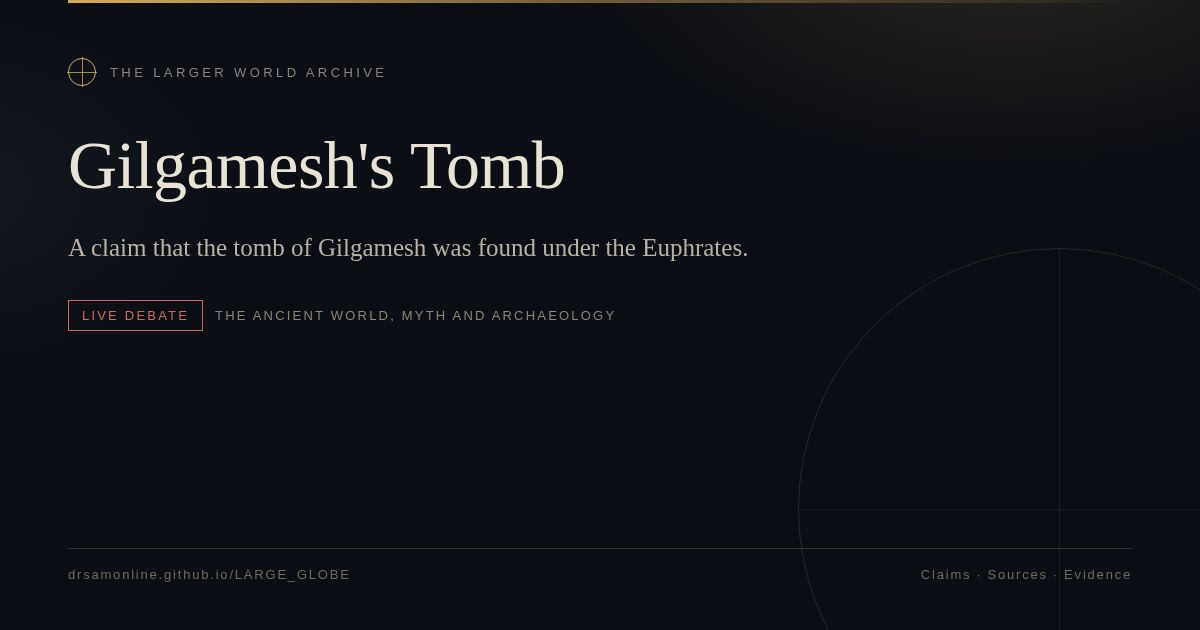 THE LARGER WORLD ARCHIVE
Gilgamesh's Tomb
A claim that the tomb of Gilgamesh was found under the Euphrates.
LIVE DEBATE THE ANCIENT WORLD, MYTH AND ARCHAEOLOGY
drsamonline.github.io/LARGE_GLOBE Claims · Sources · Evidence